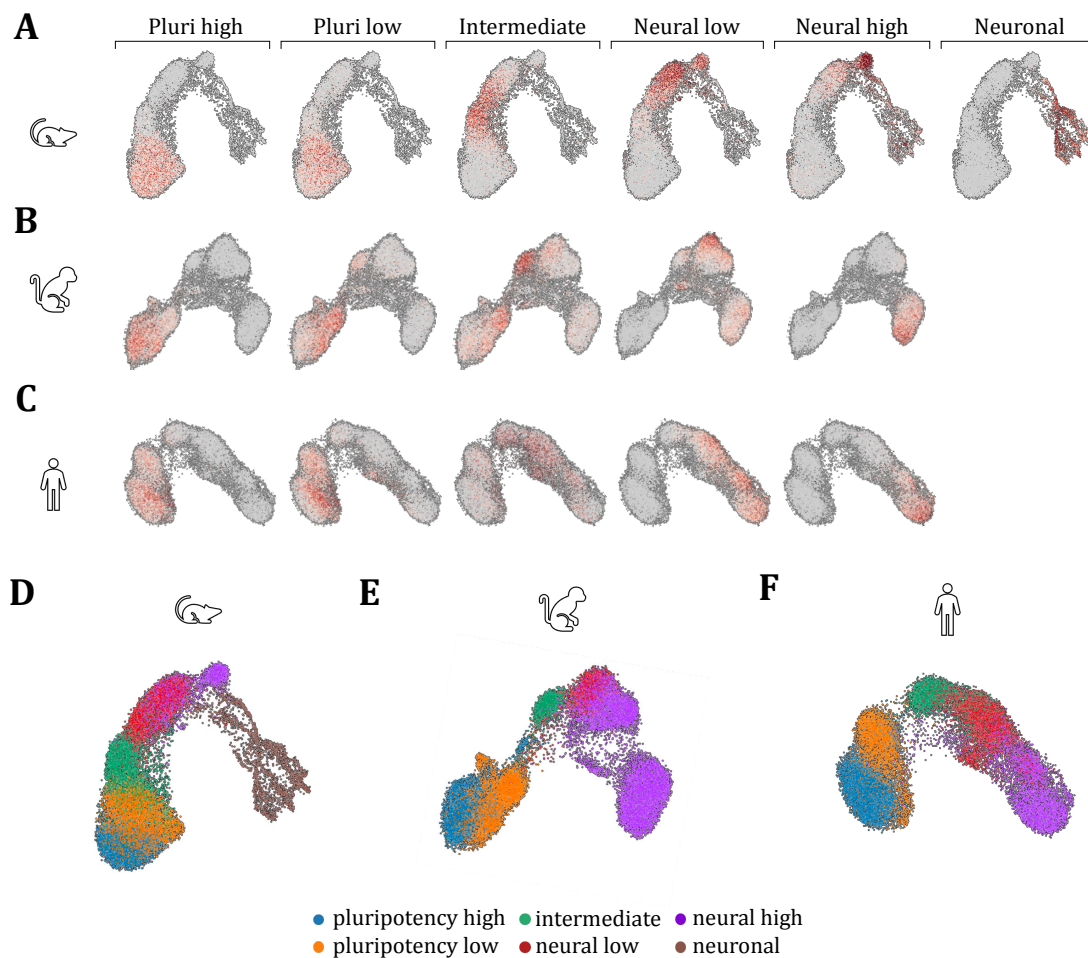 A
Pluri high Pluri low Intermediate Neural low Neural high Neuronal
B
C
D E F
pluripotency high intermediate neural high
pluripotency low neural low neuronal